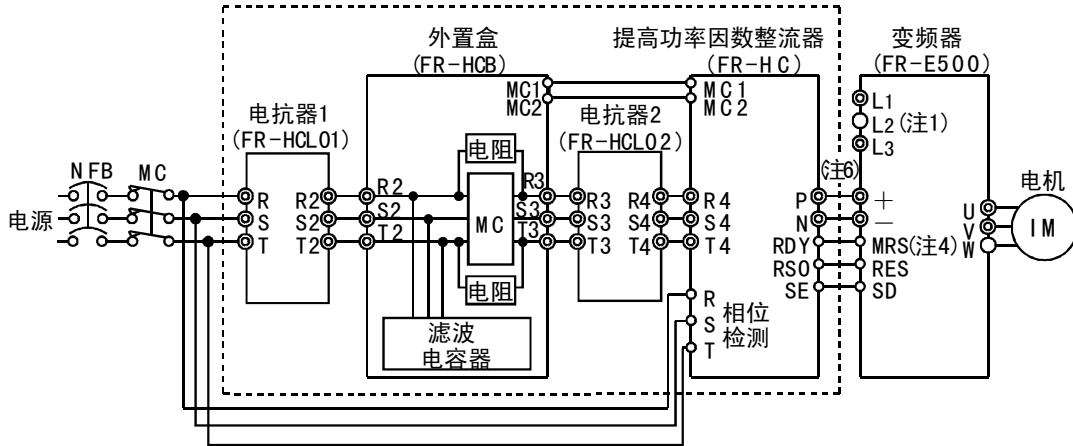 外置盒
(FR-HCB)
提高功率因数整流器
(FR-HC)
变频器
(FR-E500)
MC1
MC2
MC1
MC2
L1
L2(注1)
L3
电抗器1
(FR-HCL01)
电抗器2
(FR-HCL02)
电阻
NFB
MC
电源
R
S
T
R2
S2
T2
R2
S2
T2
MC
R3
S3
T3
R3
S3
T3
R4
S4
T4
R4
S4
T4
电阻
滤波
电容器
R
S
T
相位
检测
P
N
RDY
RSO
SE
(注6)
+
−
MRS(注4)
RES
SD
U
V
W
电机
IM